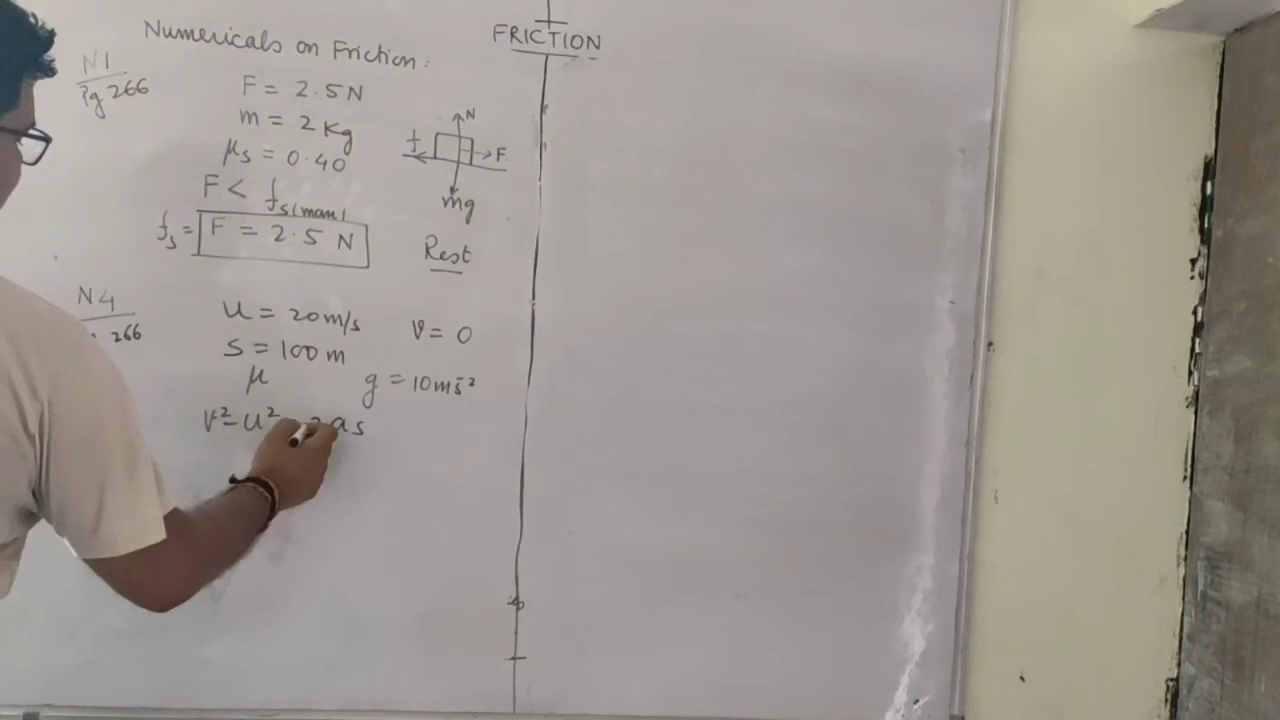 FRICTION
Numericals on Friction:
N1
Pg 266
F = 2.5 N
m = 2 Kg
μs = 0.40
F < fs(max)
fs = F = 2.5 N
N
f
F
mg
Rest
N4
266
u = 20 m/s v = 0
s = 100 m
μ g = 10 ms⁻²
v² - u² as